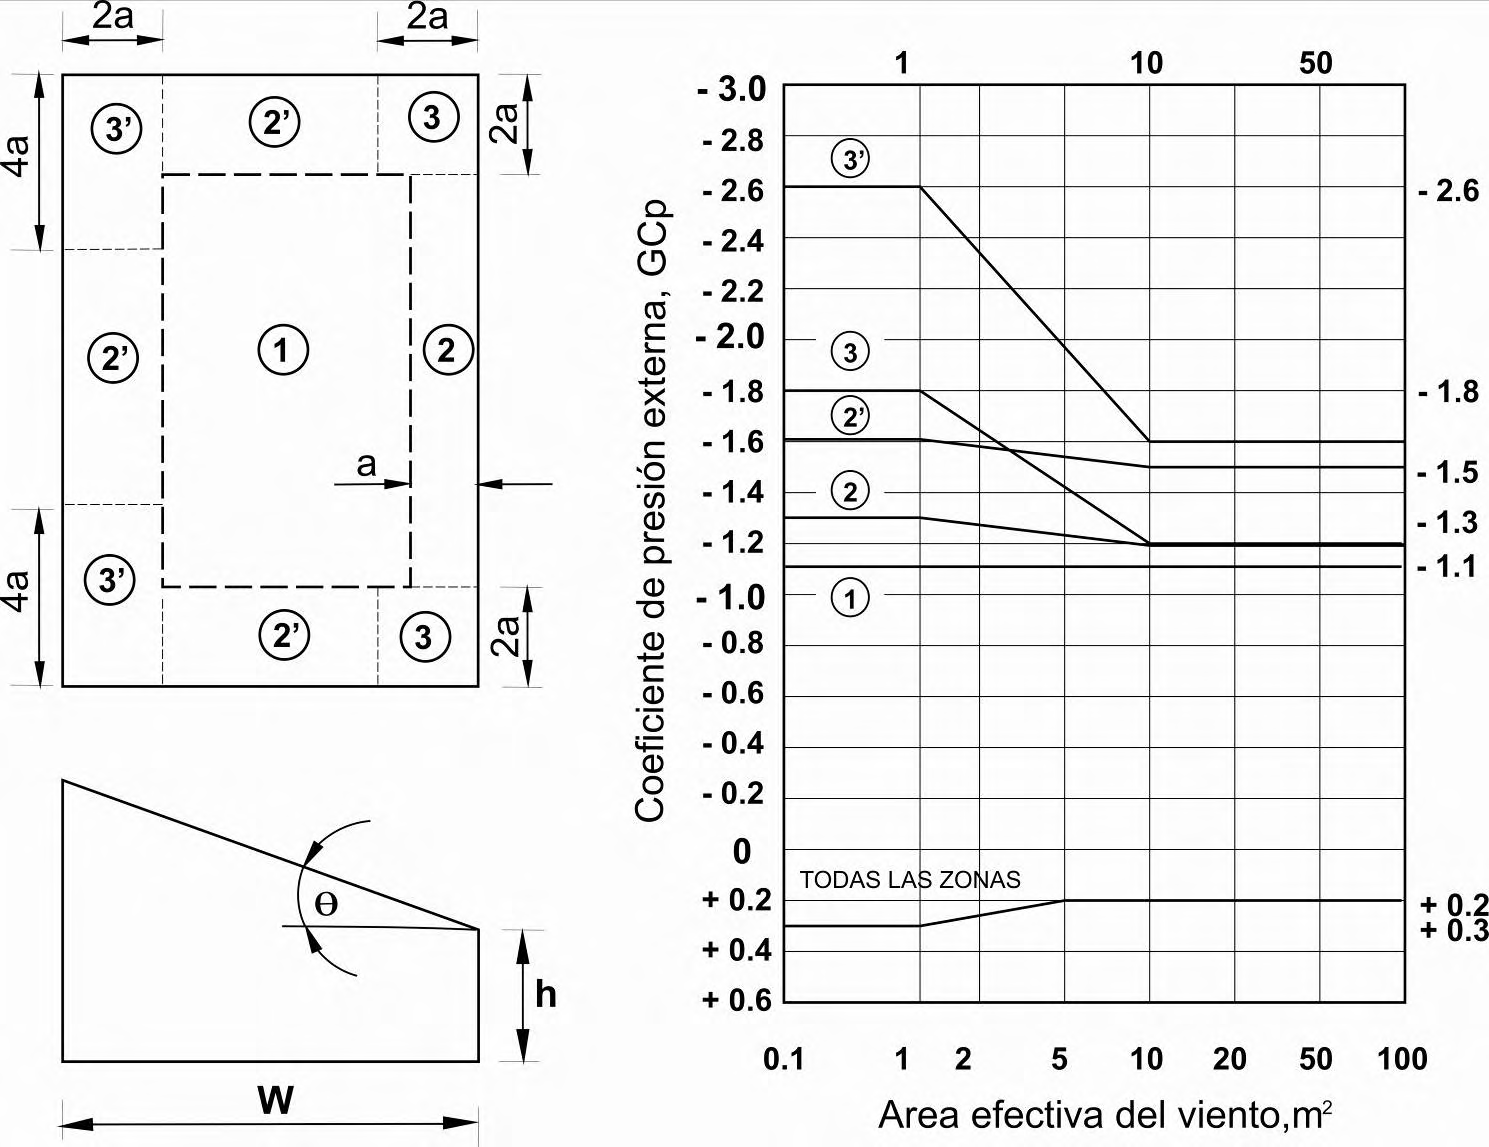 2a 2a
4a
3' 2' 3
2a
2' 1 2
a
4a
3' 2' 3
2a
Ɵ
h
W
1 10 50
Coeficiente de presión externa, GCp
- 3.0
- 2.8
- 2.6
- 2.4
- 2.2
- 2.0
- 1.8
- 1.6
- 1.4
- 1.2
- 1.0
- 0.8
- 0.6
- 0.4
- 0.2
0
+ 0.2
+ 0.4
+ 0.6
3'
3
2'
2
1
TODAS LAS ZONAS
- 2.6
- 1.8
- 1.5
- 1.3
- 1.1
+ 0.2
+ 0.3
0.1 1 2 5 10 20 50 100
Area efectiva del viento,m²